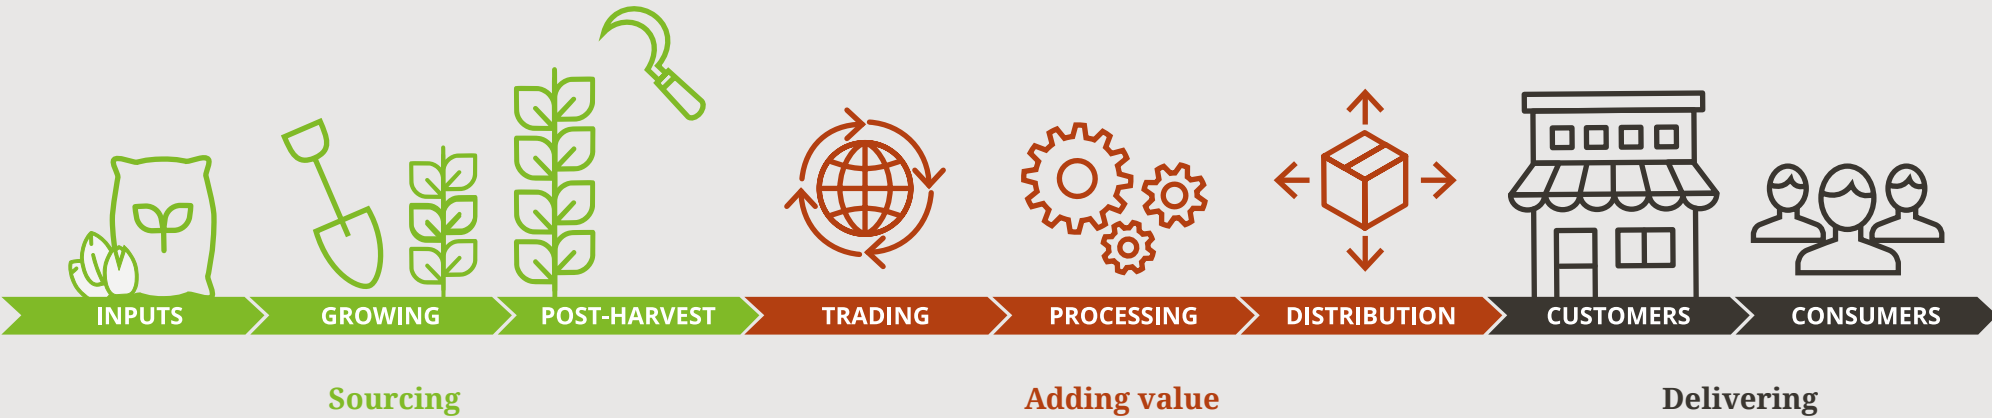 INPUTS GROWING POST-HARVEST TRADING PROCESSING DISTRIBUTION CUSTOMERS CONSUMERS
Sourcing Adding value Delivering